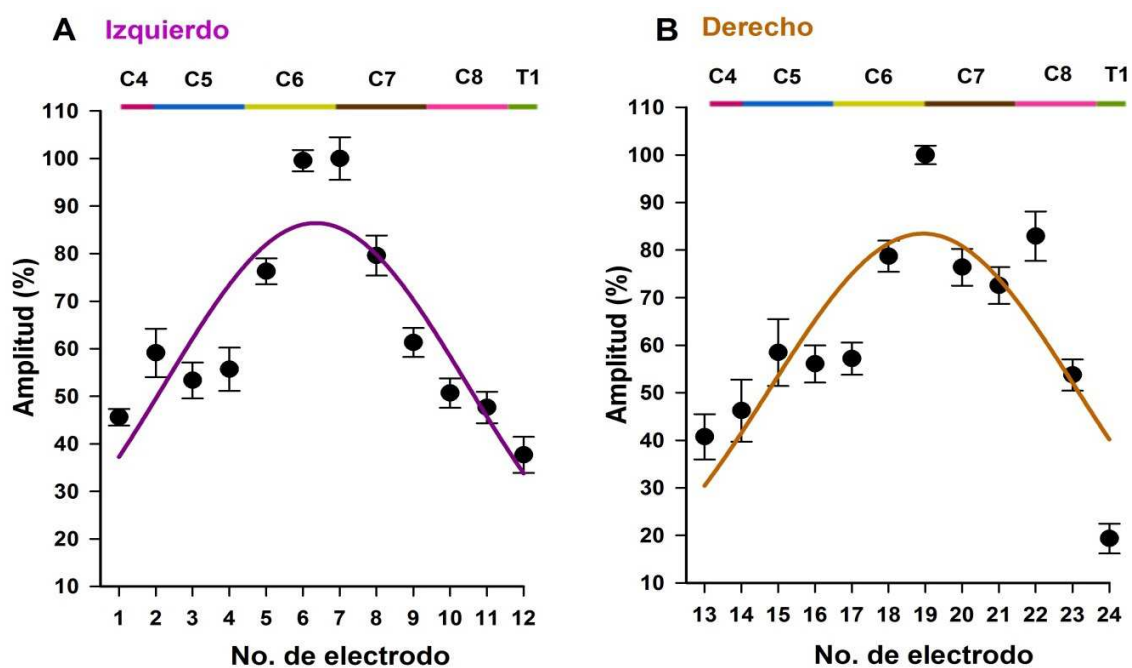 A Izquierdo
C4 C5 C6 C7 C8 T1
110
100
90
80
70
60
50
40
30
20
10
Amplitud (%)
1 2 3 4 5 6 7 8 9 10 11 12
No. de electrodo
B Derecho
C4 C5 C6 C7 C8 T1
110
100
90
80
70
60
50
40
30
20
10
Amplitud (%)
13 14 15 16 17 18 19 20 21 22 23 24
No. de electrodo